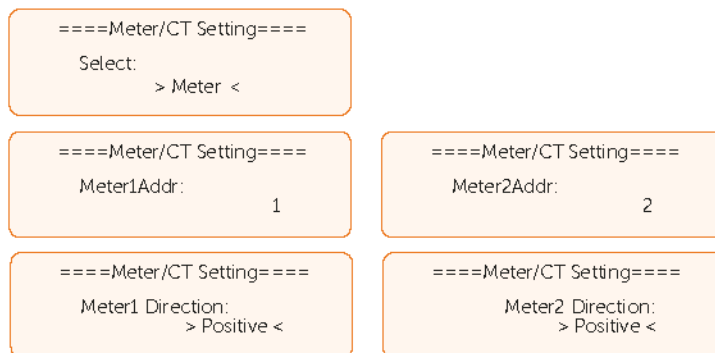 ====Meter/CT Setting====
Select:
> Meter <
====Meter/CT Setting====
Meter1Addr:
1
====Meter/CT Setting====
Meter2Addr:
2
====Meter/CT Setting====
Meter1 Direction:
> Positive <
====Meter/CT Setting====
Meter2 Direction:
> Positive <